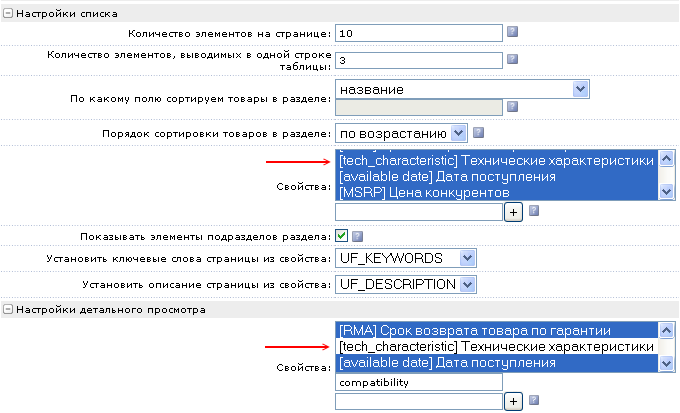 Настройки списка
Количество элементов на странице: 10 ?
Количество элементов, выводимых в одной строке
таблицы: 3 ?
По какому полю сортируем товары в разделе: название
?
Порядок сортировки товаров в разделе: по возрастанию ?
[tech_characteristic] Технические характеристики
[available date] Дата поступления
Свойства:
[MSRP] Цена конкурентов
+ ?
Показывать элементы подразделов раздела: ?
Установить ключевые слова страницы из свойства: UF_KEYWORDS
Установить описание страницы из свойства: UF_DESCRIPTION
Настройки детального просмотра
[RMA] Срок возврата товара по гарантии
[tech_characteristic] Технические характеристики
[available date] Дата поступления
Свойства:
compatibility
+ ?